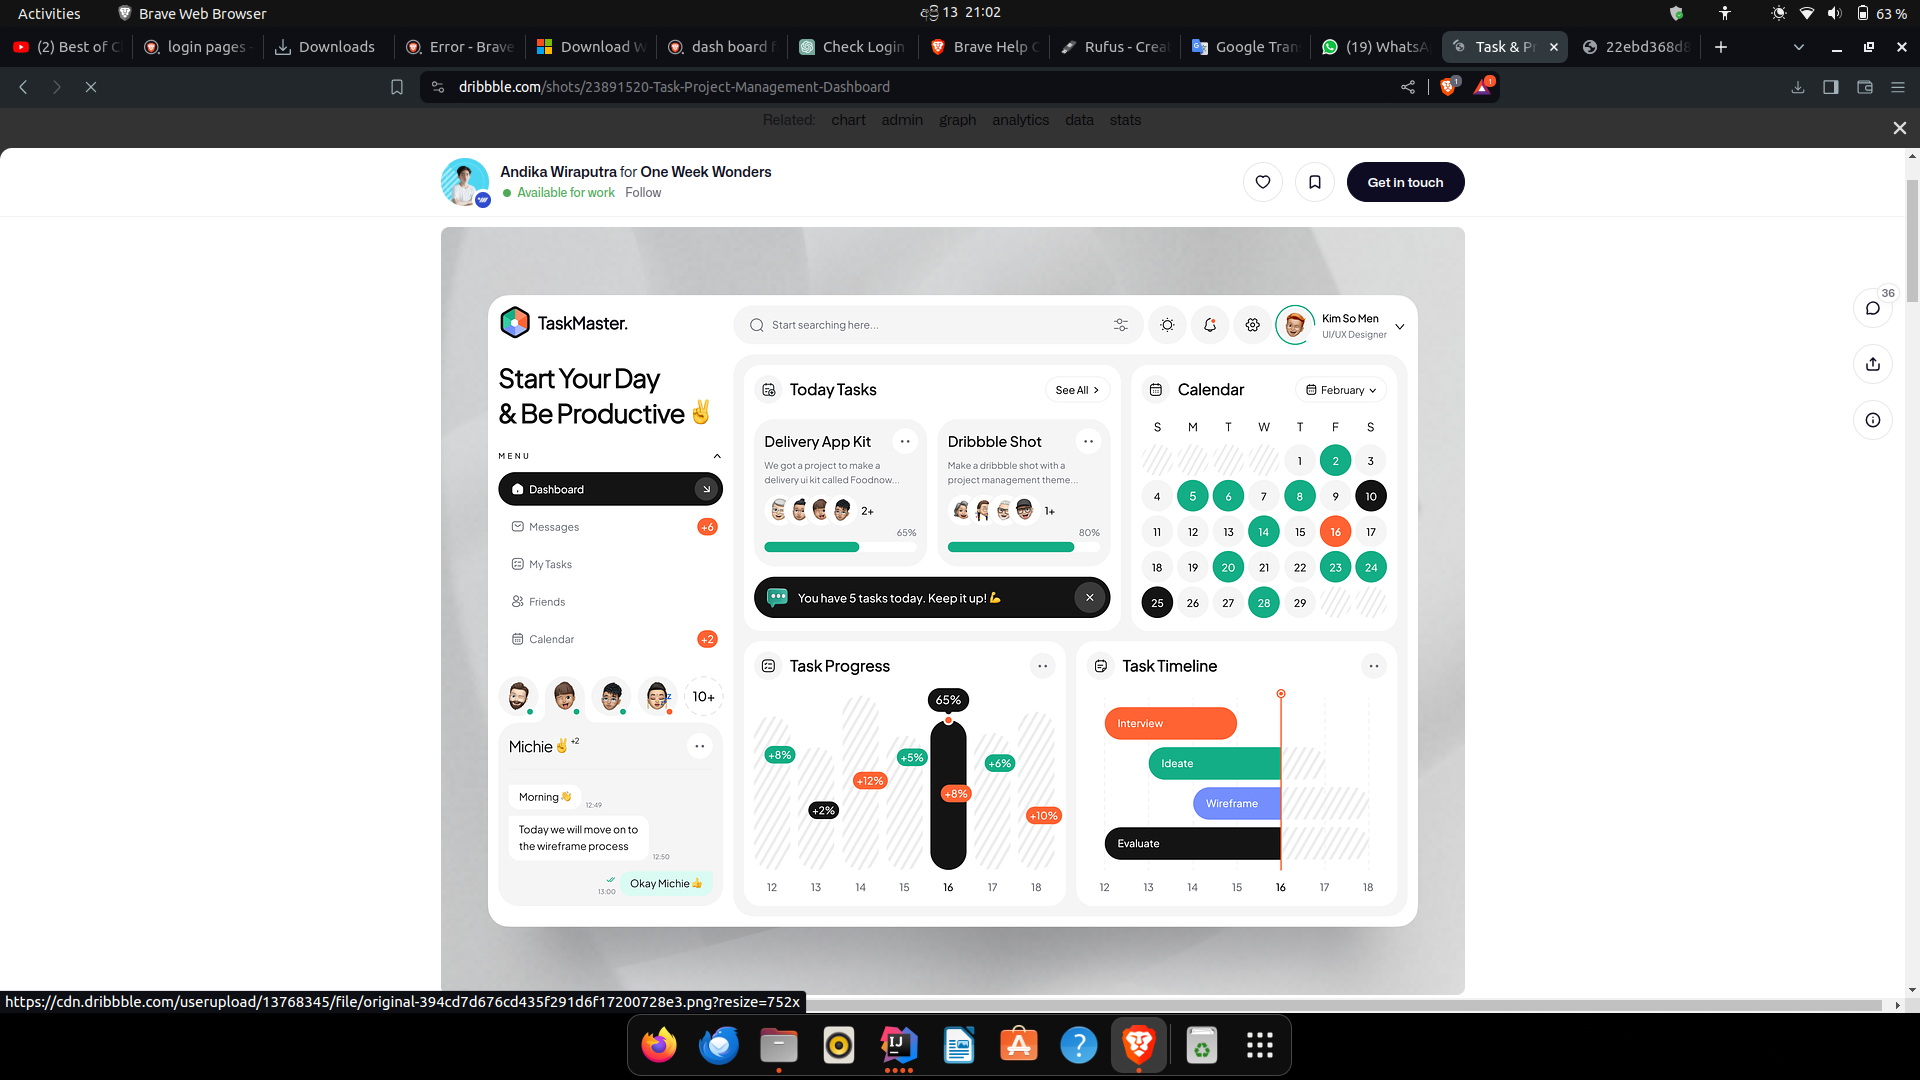 Activities
Brave Web Browser
අප්‍රි 13 21:02
63 %
(2) Best of C
login pages -
Downloads
Error - Brave
Download W
dash board f
Check Login
Brave Help C
Rufus - Creat
Google Tran
(19) WhatsA
Task & Pr
22ebd368d8
dribbble.com/shots/23891520-Task-Project-Management-Dashboard
1
1
Related: chart admin graph analytics data stats
Andika Wiraputra for One Week Wonders
Available for work Follow
Get in touch
36
TaskMaster.
Start searching here...
Kim So Men
UI/UX Designer
Start Your Day
& Be Productive ✌️
MENU
Dashboard
Messages +6
My Tasks
Friends
Calendar +2
10+
Michie ✌️ +2
Morning 👋 12:49
Today we will move on to
the wireframe process
12:50
13:00 Okay Michie 👍
Today Tasks
See All >
Delivery App Kit
We got a project to make a
delivery ui kit called Foodnow...
2+
65%
Dribbble Shot
Make a dribbble shot with a
project management theme...
1+
80%
You have 5 tasks today. Keep it up! 💪
Calendar
February
S M T W T F S
1 2 3
4 5 6 7 8 9 10
11 12 13 14 15 16 17
18 19 20 21 22 23 24
25 26 27 28 29
Task Progress
65%
+8%
+2%
+12%
+5%
+8%
+6%
+10%
12 13 14 15 16 17 18
Task Timeline
Interview
Ideate
Wireframe
Evaluate
12 13 14 15 16 17 18
https://cdn.dribbble.com/userupload/13768345/file/original-394cd7d676cd435f291d6f17200728e3.png?resize=752x